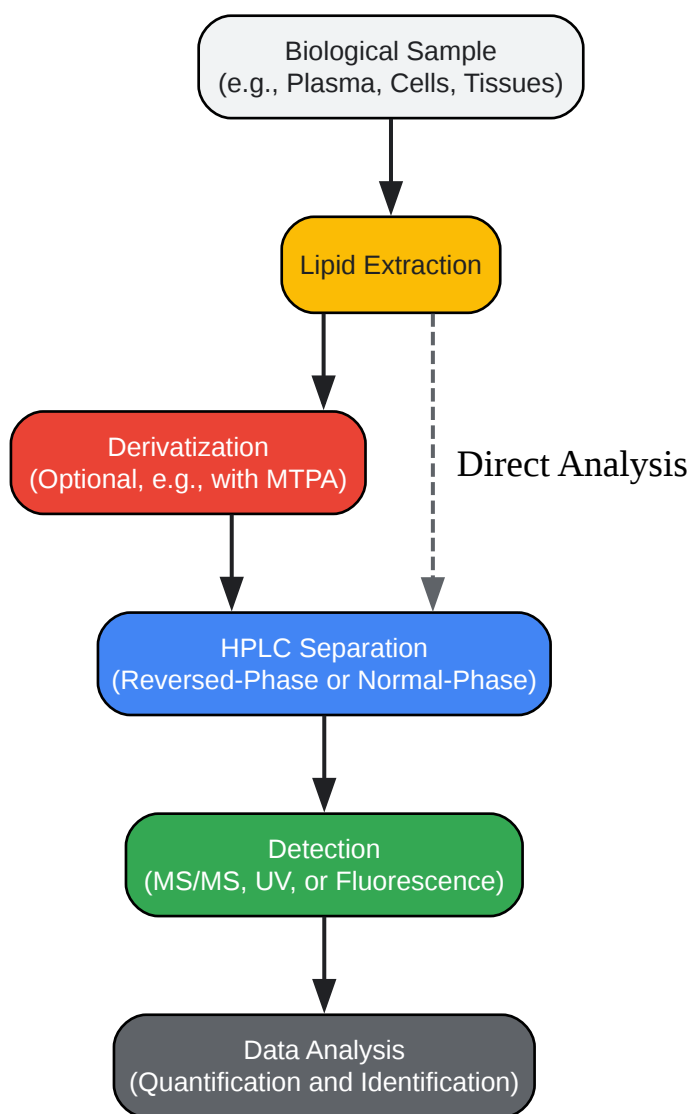 Biological Sample
(e.g., Plasma, Cells, Tissues)
Lipid Extraction
Derivatization
(Optional, e.g., with MTPA)
Direct Analysis
HPLC Separation
(Reversed-Phase or Normal-Phase)
Detection
(MS/MS, UV, or Fluorescence)
Data Analysis
(Quantification and Identification)